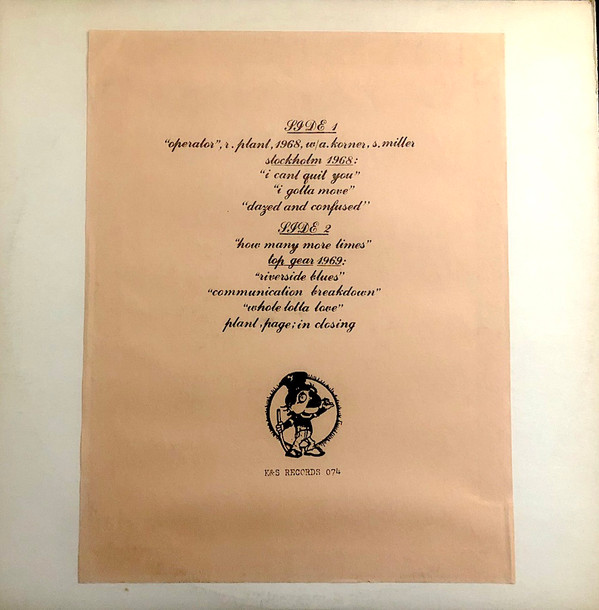 SIDE 1
"operator", r. plant, 1968, w/a. korner, s. miller
stockholm 1968:
"i cant quit you"
"i gotta move"
"dazed and confused"
SIDE 2
"how many more times"
top gear 1969:
"riverside blues"
"communication breakdown"
"whole lotta love"
plant, page: in closing
K&S RECORDS 074